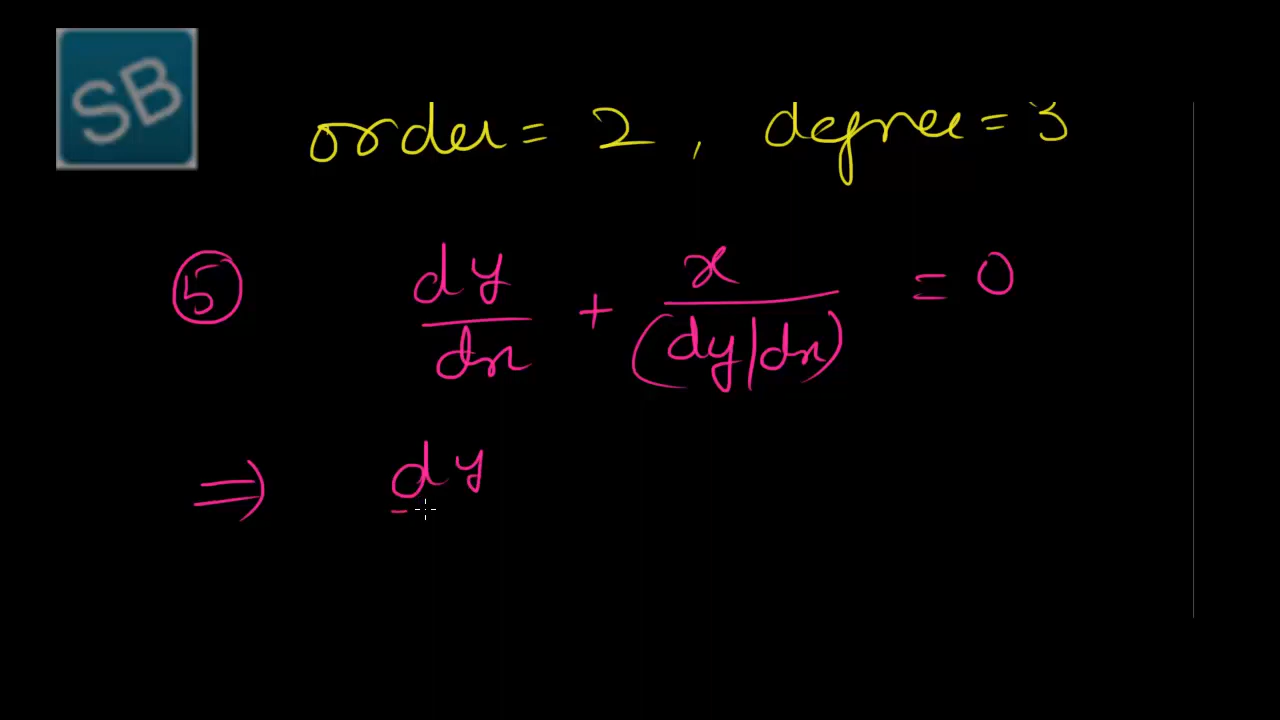 SB
order = 2, degree = 3
⑤ dy/dx + x/(dy/dx) = 0
⇒ dy